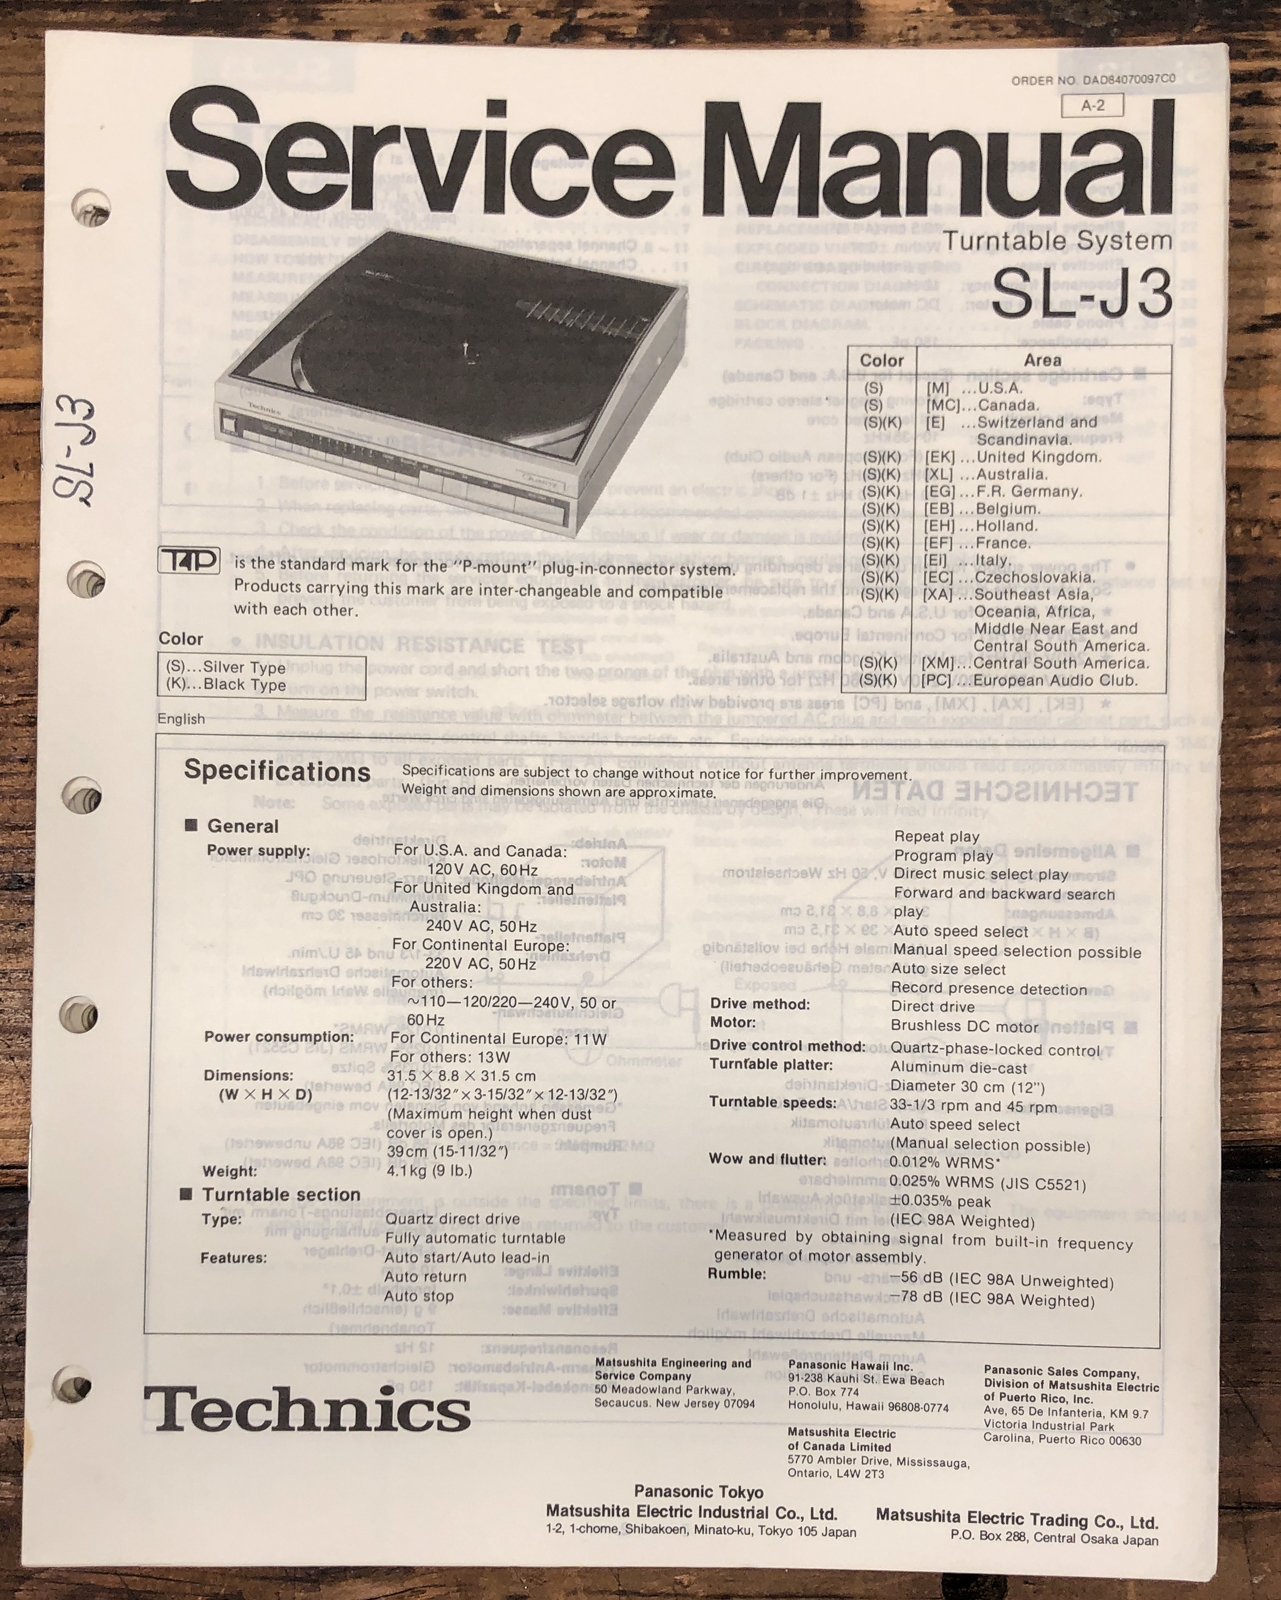 ORDER NO. DAD84070097C0
A-2
Service Manual
Turntable System
SL-J3
SL-J3
Technics
Color Area
(S) [M] ...U.S.A.
(S) [MC]...Canada.
(S)(K) [E] ...Switzerland and
Scandinavia.
(S)(K) [EK]...United Kingdom.
(S)(K) [XL] ...Australia.
(S)(K) [EG] ...F.R. Germany.
(S)(K) [EB] ...Belgium.
(S)(K) [EH] ...Holland.
(S)(K) [EF] ...France.
(S)(K) [Ei] ...Italy.
(S)(K) [EC] ...Czechoslovakia.
(S)(K) [XA] ...Southeast Asia,
Oceania, Africa,
Middle Near East and
Central South America.
(S)(K) [XM]...Central South America.
(S)(K) [PC] ...European Audio Club.
T4P is the standard mark for the "P-mount" plug-in-connector system.
Products carrying this mark are inter-changeable and compatible
with each other.
Color
(S)...Silver Type
(K)...Black Type
English
Specifications
Specifications are subject to change without notice for further improvement.
Weight and dimensions shown are approximate.
■ General
Power supply: For U.S.A. and Canada:
120V AC, 60Hz
For United Kingdom and
Australia:
240V AC, 50Hz
For Continental Europe:
220V AC, 50Hz
For others:
~110—120/220—240V, 50 or
60Hz
Power consumption: For Continental Europe: 11W
For others: 13W
Dimensions: 31.5 × 8.8 × 31.5 cm
(W × H × D) (12-13/32″×3-15/32″×12-13/32″)
(Maximum height when dust
cover is open.)
39cm (15-11/32″)
Weight: 4.1kg (9 lb.)
■ Turntable section
Type: Quartz direct drive
Fully automatic turntable
Features: Auto start/Auto lead-in
Auto return
Auto stop
Repeat play
Program play
Direct music select play
Forward and backward search
play
Auto speed select
Manual speed selection possible
Auto size select
Record presence detection
Drive method: Direct drive
Motor: Brushless DC motor
Drive control method: Quartz-phase-locked control
Turntable platter: Aluminum die-cast
Diameter 30 cm (12″)
Turntable speeds: 33-1/3 rpm and 45 rpm
Auto speed select
(Manual selection possible)
Wow and flutter: 0.012% WRMS*
0.025% WRMS (JIS C5521)
±0.035% peak
(IEC 98A Weighted)
*Measured by obtaining signal from built-in frequency
generator of motor assembly.
Rumble: −56 dB (IEC 98A Unweighted)
−78 dB (IEC 98A Weighted)
Technics
Matsushita Engineering and
Service Company
50 Meadowland Parkway,
Secaucus. New Jersey 07094
Panasonic Hawaii Inc.
91-238 Kauhi St. Ewa Beach
P.O. Box 774
Honolulu, Hawaii 96808-0774
Matsushita Electric
of Canada Limited
5770 Ambler Drive, Mississauga,
Ontario, L4W 2T3
Panasonic Sales Company,
Division of Matsushita Electric
of Puerto Rico, Inc.
Ave, 65 De Infanteria, KM 9.7
Victoria Industrial Park
Carolina, Puerto Rico 00630
Panasonic Tokyo
Matsushita Electric Industrial Co., Ltd.
1-2, 1-chome, Shibakoen, Minato-ku, Tokyo 105 Japan
Matsushita Electric Trading Co., Ltd.
P.O. Box 288, Central Osaka Japan